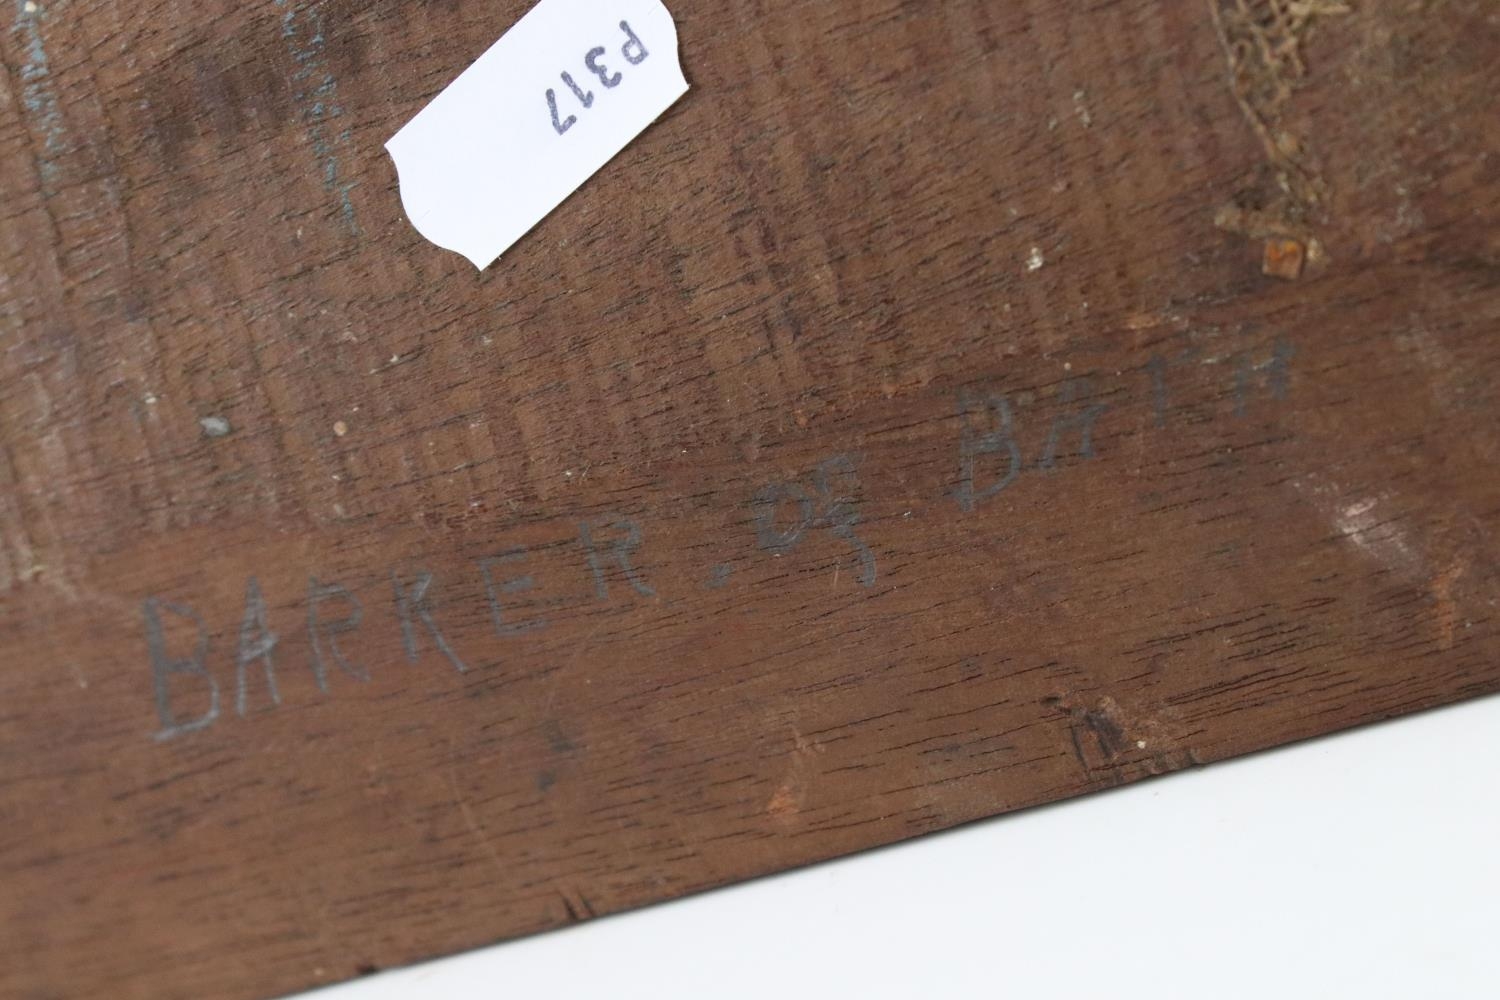 P317
BARKER. of BATH